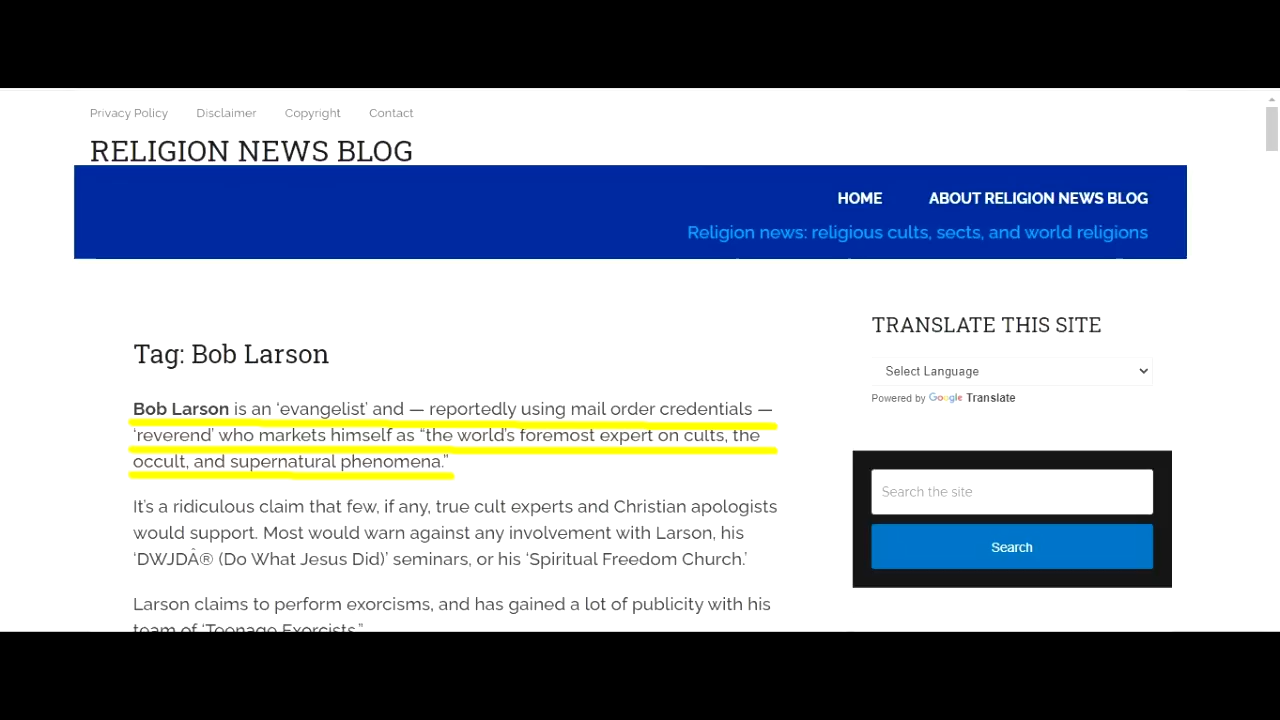 Privacy Policy Disclaimer Copyright Contact
RELIGION NEWS BLOG
HOME ABOUT RELIGION NEWS BLOG
Religion news: religious cults, sects, and world religions
Tag: Bob Larson
Bob Larson is an ‘evangelist’ and — reportedly using mail order credentials —
‘reverend’ who markets himself as “the world’s foremost expert on cults, the
occult, and supernatural phenomena.”
It’s a ridiculous claim that few, if any, true cult experts and Christian apologists
would support. Most would warn against any involvement with Larson, his
‘DWJDÂ® (Do What Jesus Did)’ seminars, or his ‘Spiritual Freedom Church.’
Larson claims to perform exorcisms, and has gained a lot of publicity with his
team of ‘Teenage Exorcists.”
TRANSLATE THIS SITE
Select Language
Powered by Google Translate
Search the site
Search